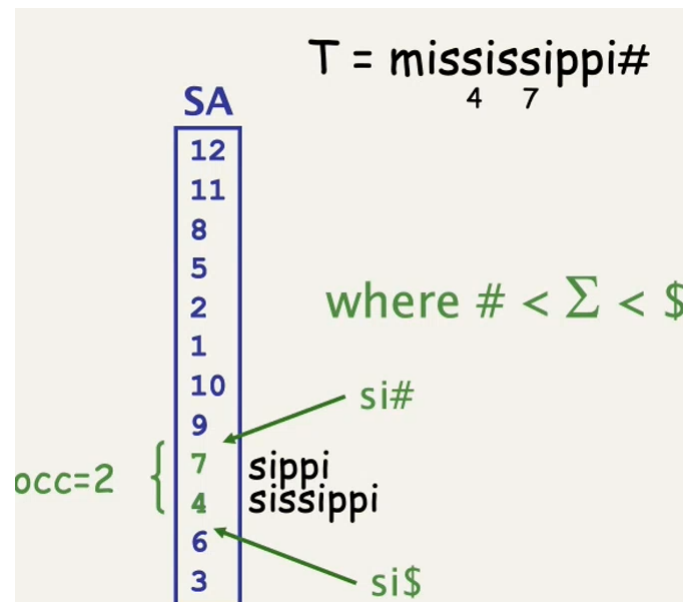 T = mississippi#
4 7
SA
12
11
8
5
2
where # < Σ < $
1
10
si#
9
7 sippi
occ=2
4 sissippi
6
3
si$